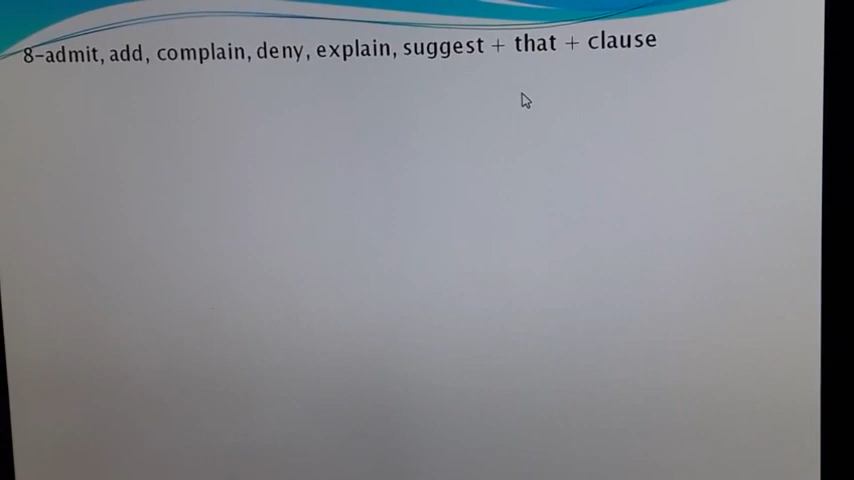 8-admit, add, complain, deny, explain, suggest + that + clause